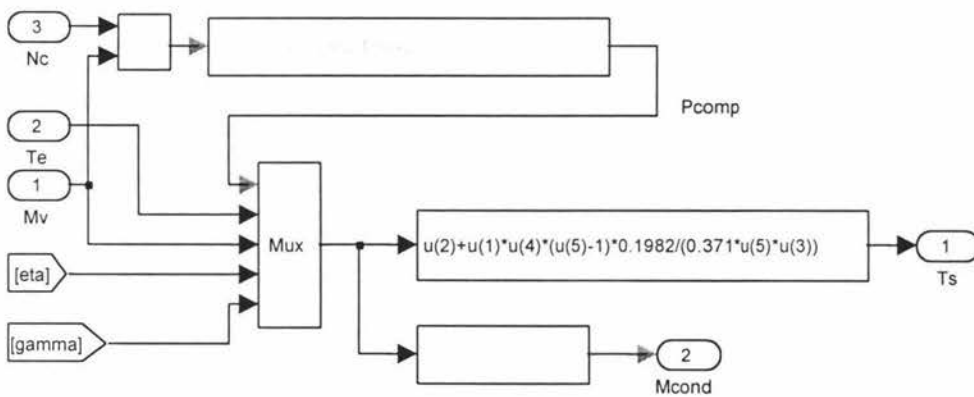 3
Nc
Pcomp
2
Te
1
Mv
Mux
u(2)+u(1)*u(4)*(u(5)-1)*0.1982/(0.371*u(5)*u(3))
1
Ts
[eta]
[gamma]
2
Mcond